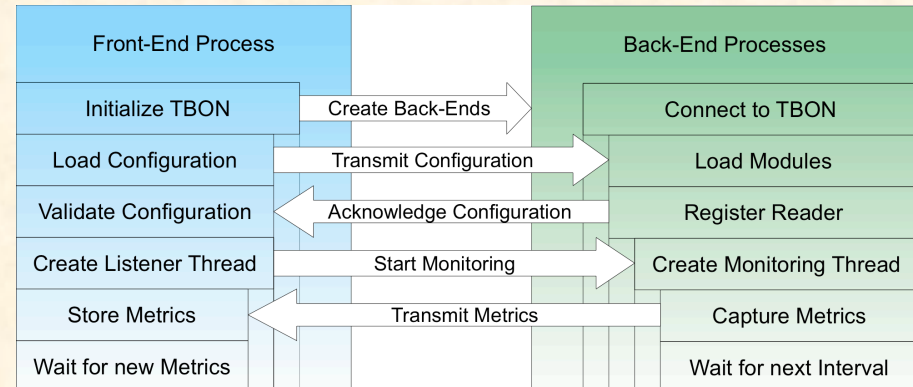 Front-End Process
Back-End Processes
Initialize TBON
Create Back-Ends
Connect to TBON
Load Configuration
Transmit Configuration
Load Modules
Validate Configuration
Acknowledge Configuration
Register Reader
Create Listener Thread
Start Monitoring
Create Monitoring Thread
Store Metrics
Transmit Metrics
Capture Metrics
Wait for new Metrics
Wait for next Interval